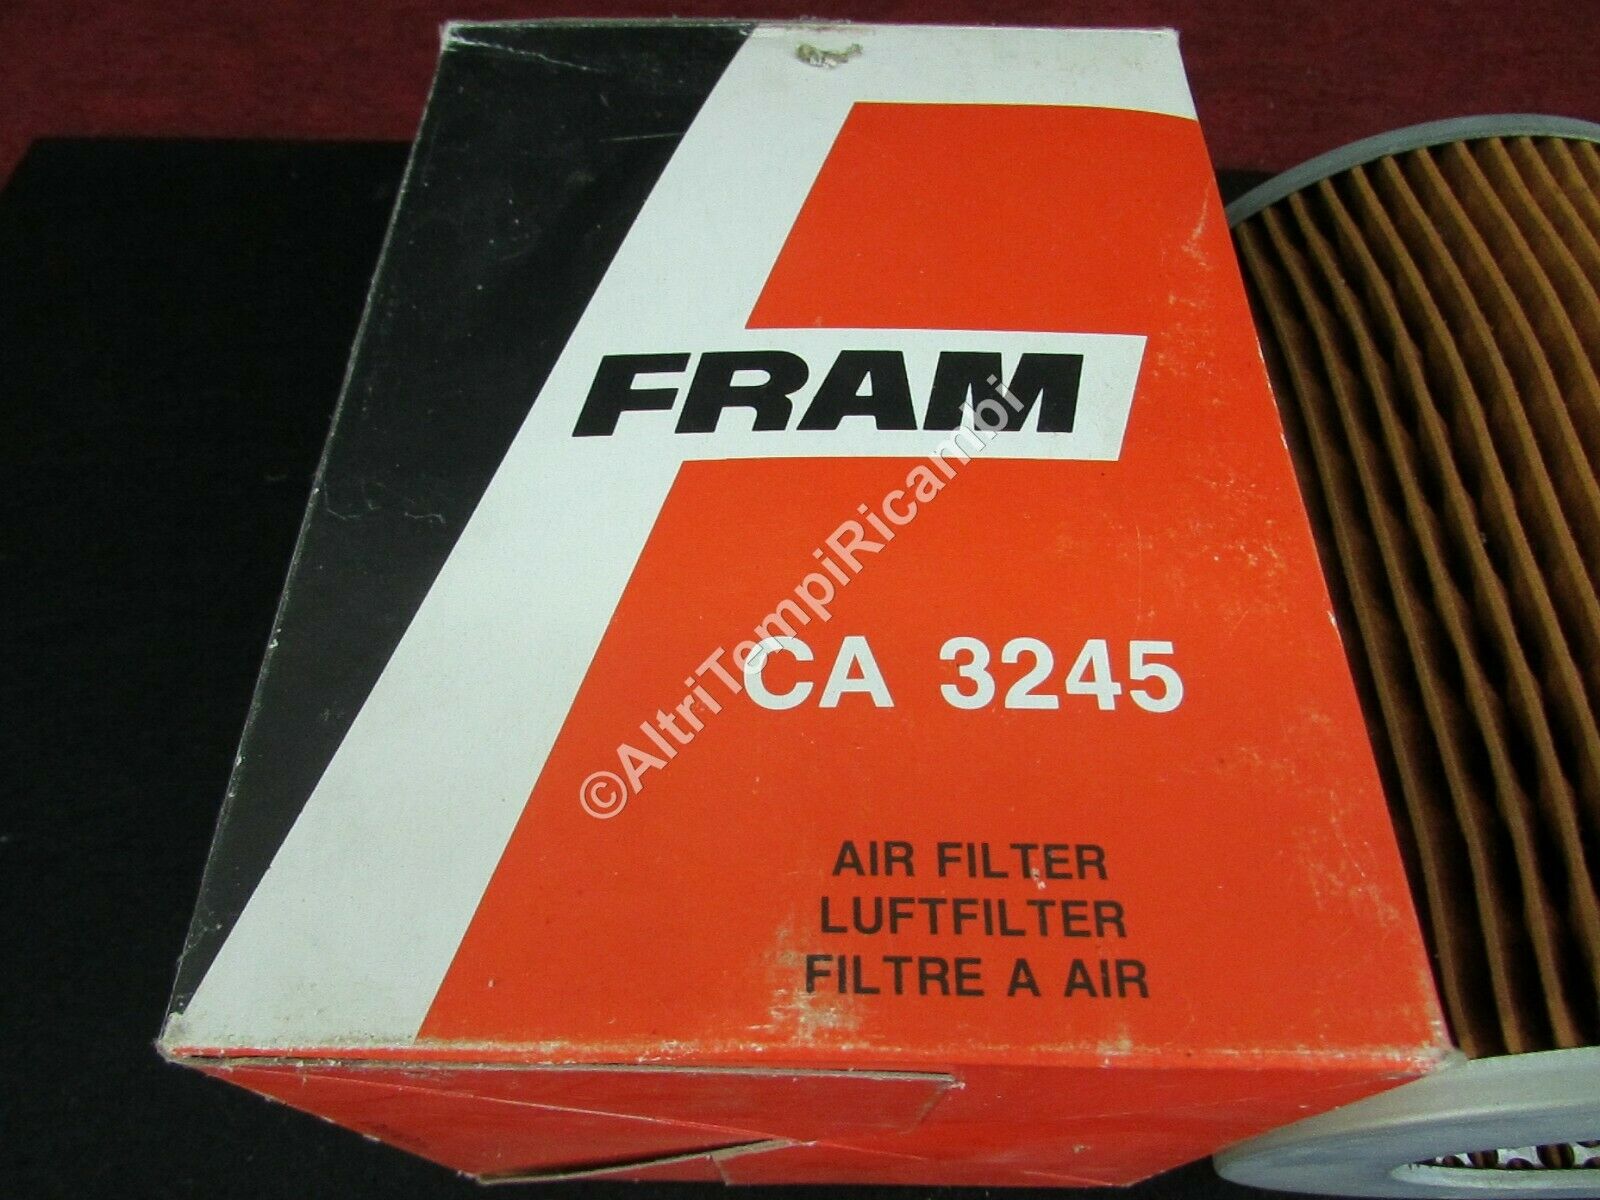 FRAM
©AltriTempiRicambi
CA 3245
AIR FILTER
LUFTFILTER
FILTRE A AIR